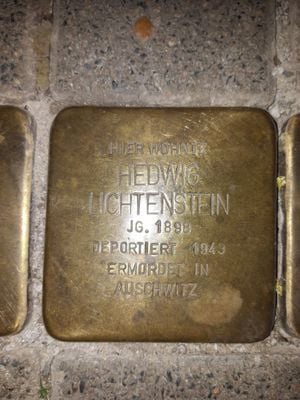 HIER WOHNTE
HEDWIG
LICHTENSTEIN
JG. 1898
DEPORTIERT 1943
ERMORDET IN
AUSCHWITZ